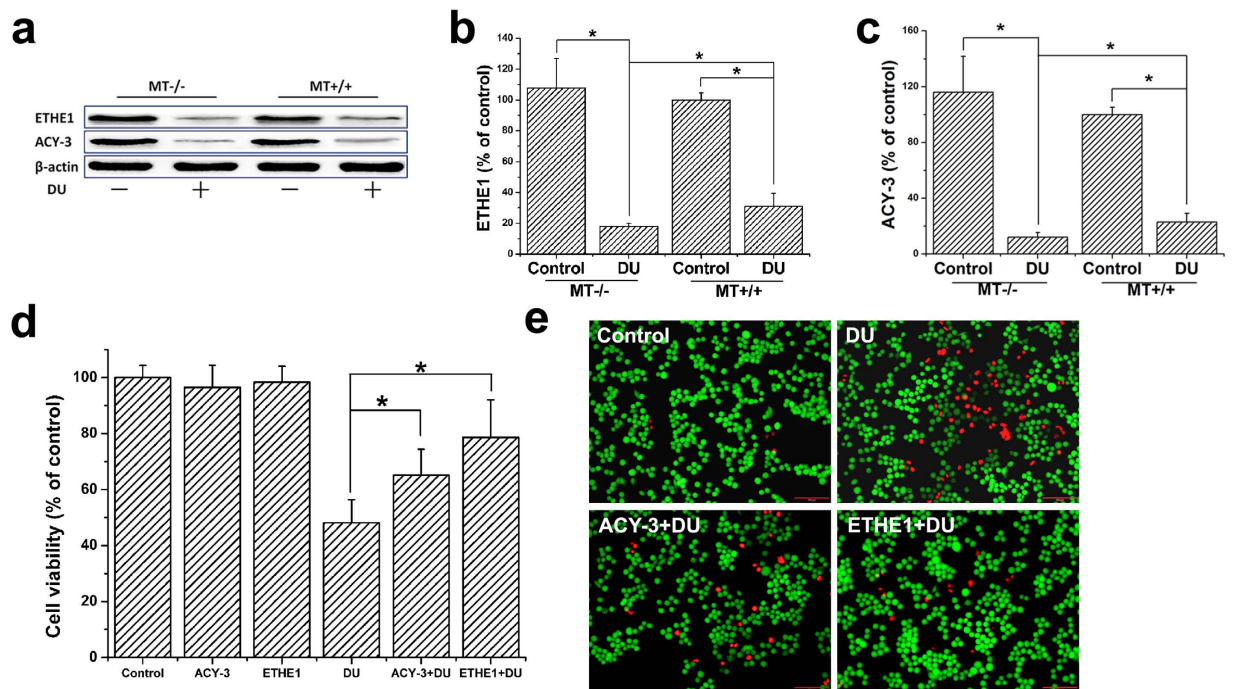 a
MT-/- MT+/+
ETHE1
ACY-3
β-actin
DU — + — +
b
ETHE1 (% of control)
140
120
100
80
60
40
20
0
* * *
Control DU Control DU
MT-/- MT+/+
c
ACY-3 (% of control)
160
120
80
40
0
* * *
Control DU Control DU
MT-/- MT+/+
d
Cell viability (% of control)
100
80
60
40
20
0
* *
Control ACY-3 ETHE1 DU ACY-3+DU ETHE1+DU
e
Control DU
ACY-3+DU ETHE1+DU